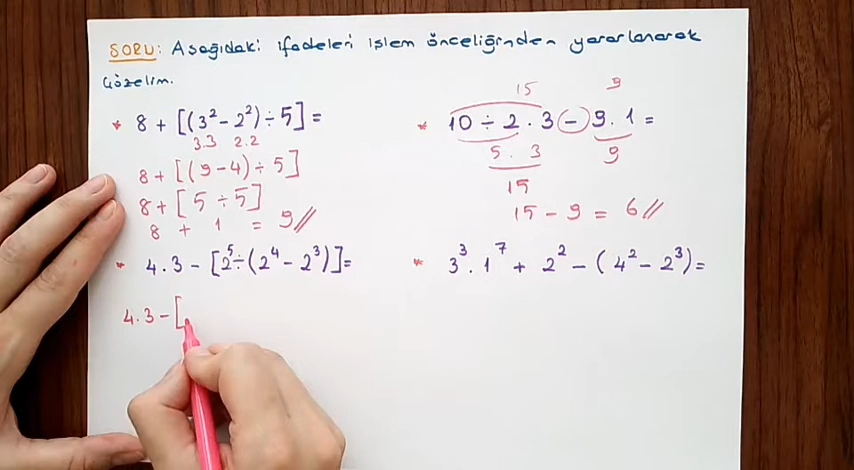 SORU: Aşağıdaki ifadeleri işlem önceliğinden yararlanarak
çözelim.
* 8 + [(3² - 2²) ÷ 5] =
3.3 2.2
8 + [(9 - 4) ÷ 5]
8 + [5 ÷ 5]
8 + 1 = 9//
* 4.3 - [2⁵ ÷ (2⁴ - 2³)] =
4.3 - [
15 9
* 10 ÷ 2 . 3 - 9 . 1 =
5 . 3 9
15
15 - 9 = 6//
* 3³ . 1⁷ + 2² - (4² - 2³) =